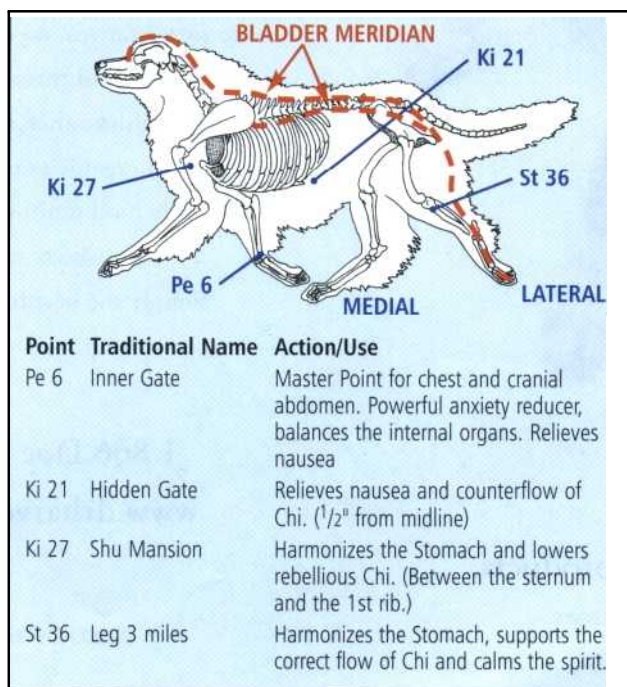 BLADDER MERIDIAN
Ki 21
Ki 27
St 36
Pe 6
MEDIAL
LATERAL
Point Traditional Name Action/Use
Pe 6 Inner Gate Master Point for chest and cranial
abdomen. Powerful anxiety reducer,
balances the internal organs. Relieves
nausea
Ki 21 Hidden Gate Relieves nausea and counterflow of
Chi. (1/2" from midline)
Ki 27 Shu Mansion Harmonizes the Stomach and lowers
rebellious Chi. (Between the sternum
and the 1st rib.)
St 36 Leg 3 miles Harmonizes the Stomach, supports the
correct flow of Chi and calms the spirit.